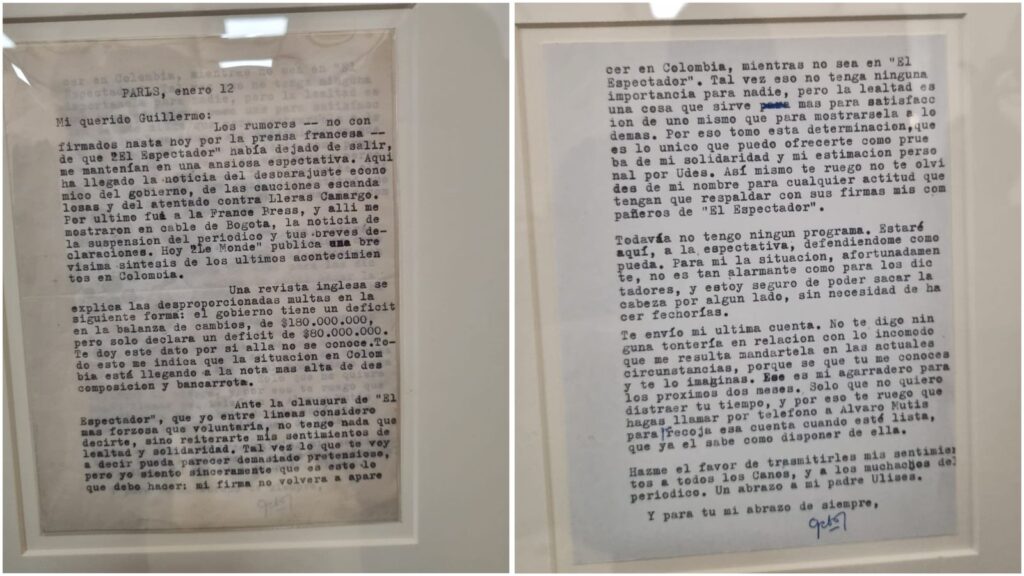 PARLS, enero 12
Mi querido Guillermo:
Los rumores -- no con
firmados hasta hoy por la prensa francesa --
de que "El Espectador" había dejado de salir,
me mantenían en una ansiosa espectativa. Aqui
ha llegado la noticia del desbarajuste econo
mico del gobierno, de las cauciones escanda
losas y del atentado contra Lleras Camargo.
Por ultimo fuá a la France Press, y alli me
mostraron en cable de Bogota, la noticia de
la suspension del periodico y tus breves de-
claraciones. Hoy 2Le Monde" publica una bre
visima sintesis de los ultimos acontecimien
tos en Colombia.
Una revista inglesa se
explica las desproporcionadas multas en la
siguiente forma: el gobierno tiene un deficit
en la balanza de cambios, de $180.000.000,
pero solo declara un deficit de $80.000.000.
Te doy este dato por si alla no se conoce.To-
do esto me indica que la situacion en Colom
bia está llegando a la nota mas alta de des
composicion y bancarrota.
Ante la clausura de "El
Espectador", que yo entre lineas considero
mas forzosa que voluntaria, no tengo nada que
decirte, sino reiterarte mis sentimientos de
lealtad y solidaridad. Tal vez lo que te voy
a decir pueda parecer demasiado pretensioso,
pero yo siento sinceramente que es esto lo
que debo hacer: mi firma no volvera a apare
cer en Colombia, mientras no sea en "El
Espectador". Tal vez eso no tenga ninguna
importancia para nadie, pero la lealtad es
una cosa que sirve para mas para satisfacc
ion de uno mismo que para mostrarsela a lo
demas. Por eso tomo esta determinacion,que
es lo unico que puedo ofrecerte como prue
ba de mi solidaridad y mi estimacion perso
nal por Udes. Así mismo te ruego no te olvi
des de mi nombre para cualquier actitud que
tengan que respaldar con sus firmas mis com
pañeros de "El Espectador".
Todavía no tengo ningun programa. Estaré
aquí, a la espectativa, defendiendome como
pueda. Para mi la situacion, afortunadamen
te, no es tan alarmante como para los dic
tadores, y estoy seguro de poder sacar la
cabeza por algun lado, sin necesidad de ha
cer fechorías.
Te envío mi ultima cuenta. No te digo nin
guna tontería en relacion con lo incomodo
que me resulta mandartela en las actuales
circunstancias, porque se que tu me conoces
y te lo imaginas. Ese es mi agarradero para
los proximos dos meses. Solo que no quiero
distraer tu tiempo, y por eso te ruego que
hagas llamar por telefono a Alvaro Mutis
para recoja esa cuenta cuando esté lista,
que ya el sabe como disponer de ella.
Hazme el favor de trasmitirles mis sentimien
tos a todos los Canos, y a los muchachos del
periodico. Un abrazo a mi padre Ulises.
Y para tu mi abrazo de siempre,